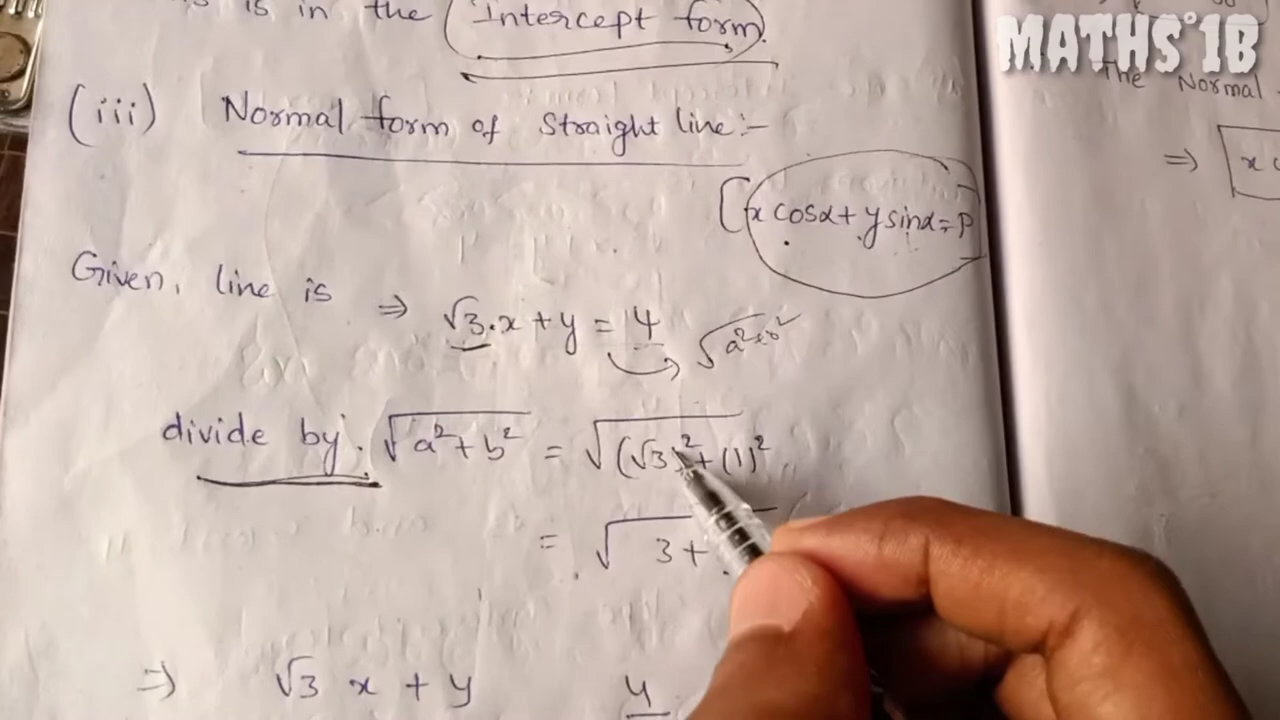 is in the Intercept form.
MATHS 1B
The Normal
(iii) Normal form of Straight line:-
⇒ x
[x cosα + y sinα = P]
Given, line is ⇒ √3.x + y = 4 √a²+b²
divide by. √a²+b² = √(√3)²+(1)²
= √3+
⇒ √3 x + y 4